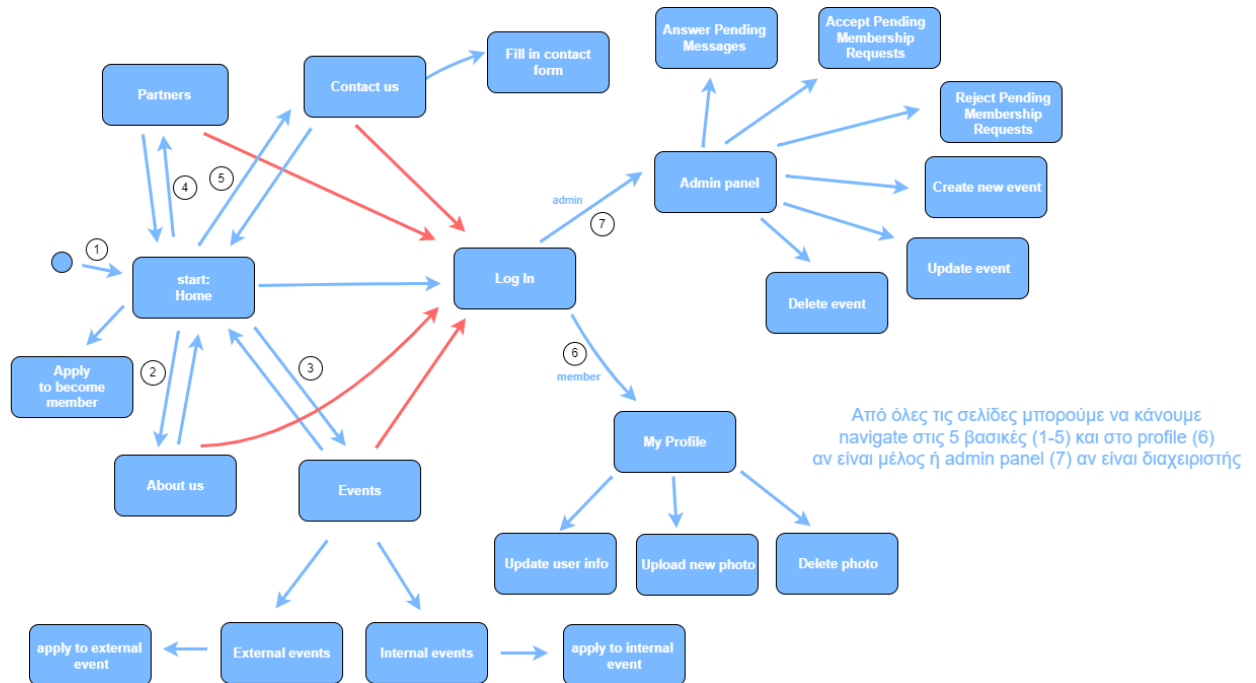 Answer Pending
Messages
Accept Pending
Membership
Requests
Partners
Contact us
Fill in contact
form
Reject Pending
Membership
Requests
4
5
admin
7
Admin panel
Create new event
1
start:
Home
Log In
Update event
Delete event
Apply
to become
member
2
3
6
member
My Profile
Από όλες τις σελίδες μπορούμε να κάνουμε
navigate στις 5 βασικές (1-5) και στο profile (6)
αν είναι μέλος ή admin panel (7) αν είναι διαχειριστής
About us
Events
Update user info
Upload new photo
Delete photo
apply to external
event
External events
Internal events
apply to internal
event